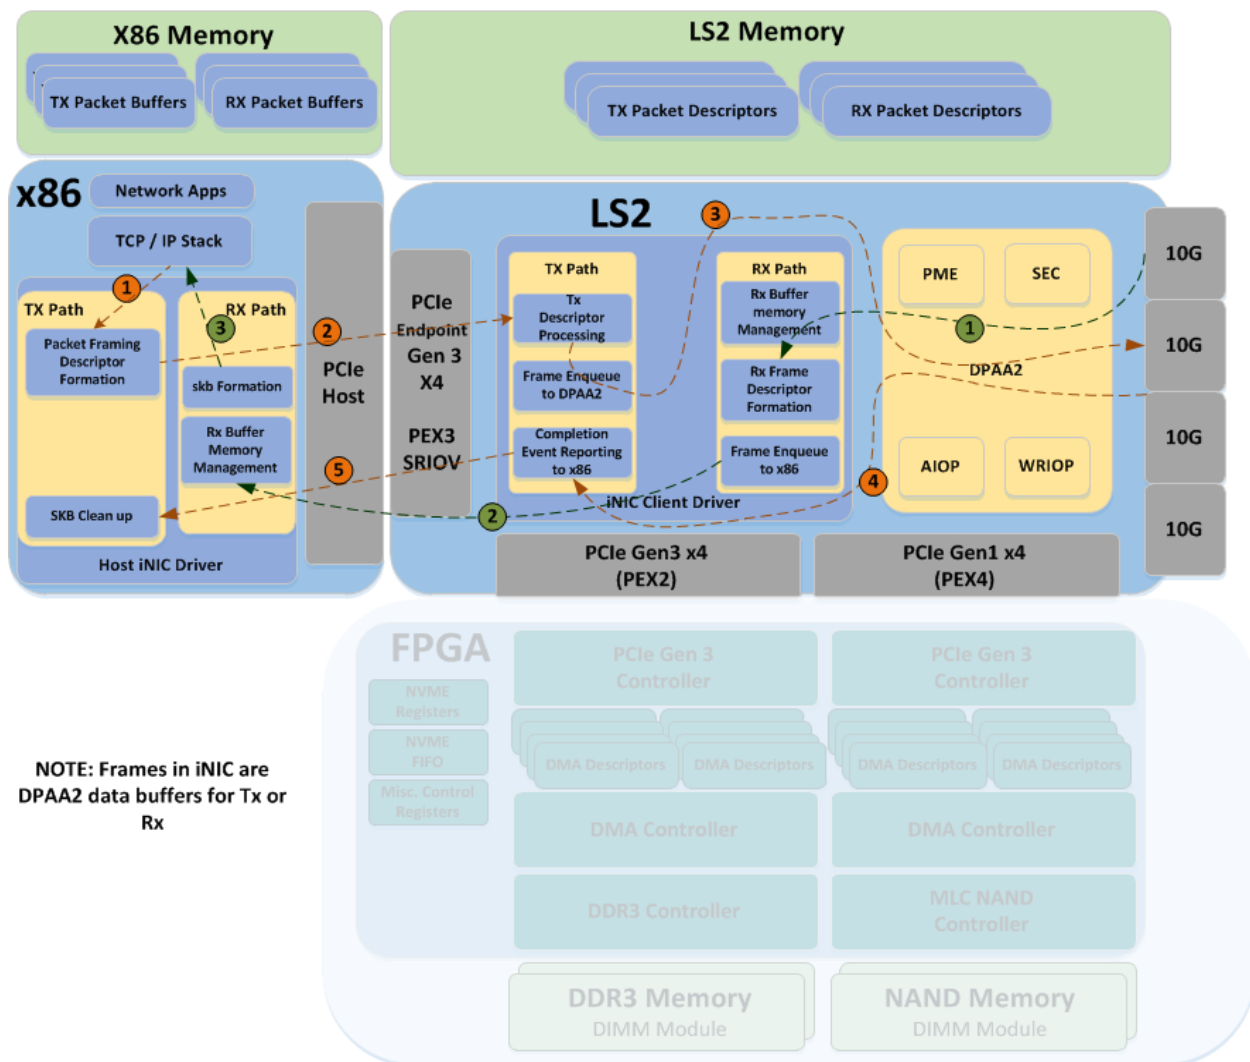 X86 Memory
TX Packet Buffers
RX Packet Buffers
LS2 Memory
TX Packet Descriptors
RX Packet Descriptors
x86
Network Apps
TCP / IP Stack
1
TX Path
RX Path
Packet Framing
Descriptor
Formation
3
skb Formation
Rx Buffer
Memory
Management
SKB Clean up
Host iNIC Driver
2
PCIe
Host
5
PCIe
Endpoint
Gen 3
X4
PEX3
SRIOV
2
LS2
3
TX Path
Tx
Descriptor
Processing
Frame Enqueue
to DPAA2
Completion
Event Reporting
to x86
RX Path
Rx Buffer
memory
Management
Rx Frame
Descriptor
Formation
Frame Enqueue
to x86
iNIC Client Driver
4
PME
SEC
1
DPAA2
AIOP
WRIOP
10G
10G
10G
10G
PCIe Gen3 x4
(PEX2)
PCIe Gen1 x4
(PEX4)
FPGA
NVME
Registers
NVME
FIFO
Misc. Control
Registers
PCIe Gen 3
Controller
PCIe Gen 3
Controller
DMA Descriptors
DMA Descriptors
DMA Descriptors
DMA Descriptors
DMA Controller
DMA Controller
DDR3 Controller
MLC NAND
Controller
DDR3 Memory
DIMM Module
NAND Memory
DIMM Module
NOTE: Frames in iNIC are
DPAA2 data buffers for Tx or
Rx